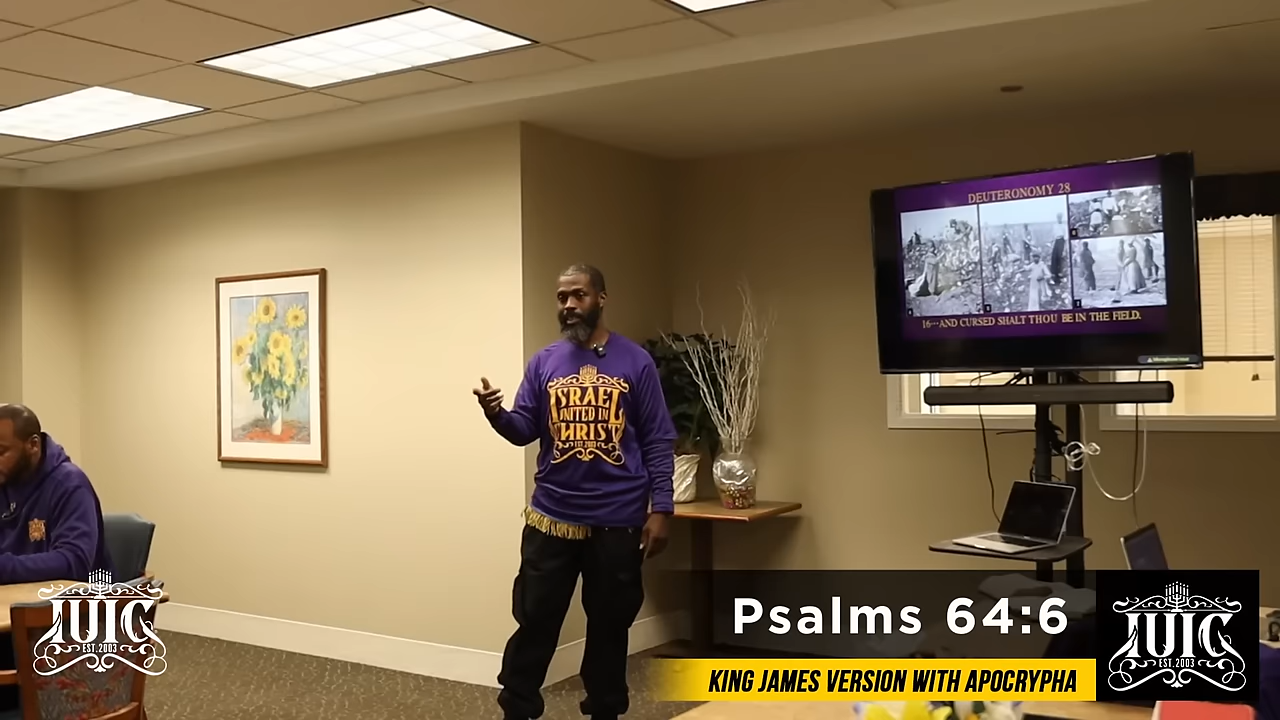 DEUTERONOMY 28
16...AND CURSED SHALT THOU BE IN THE FIELD.
ISRAEL
UNITED IN
CHRIST
EST. 2003
Psalms 64:6
KING JAMES VERSION WITH APOCRYPHA
IUIC
EST. 2003
IUIC
EST. 2003